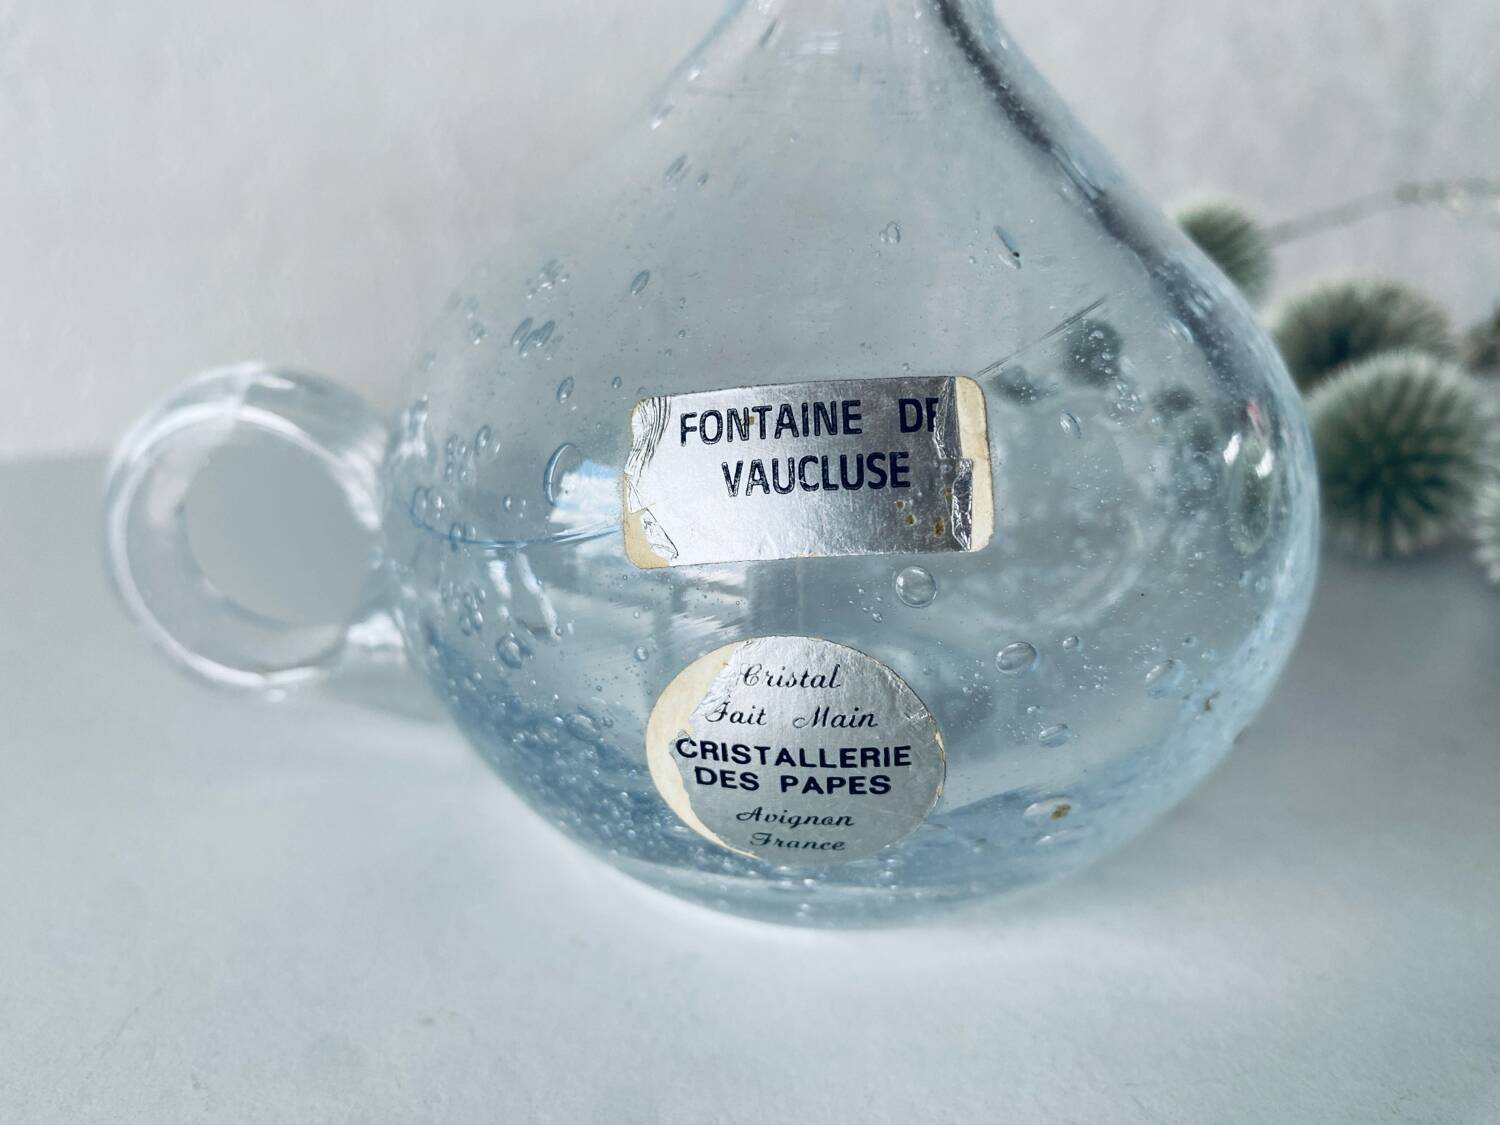 FONTAINE DE
VAUCLUSE
Cristal
Fait Main
CRISTALLERIE
DES PAPES
Avignon
France